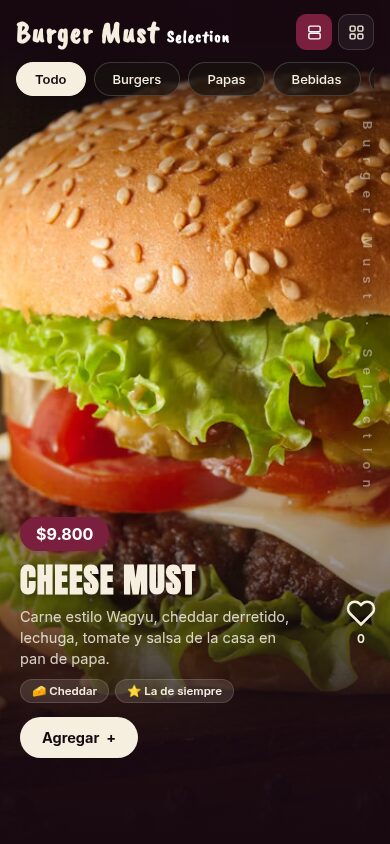 Burger Must Selection
Todo
Burgers
Papas
Bebidas
Burger Must · Selection
$9.800
CHEESE MUST
Carne estilo Wagyu, cheddar derretido,
lechuga, tomate y salsa de la casa en
pan de papa.
0
🧀 Cheddar
⭐ La de siempre
Agregar +